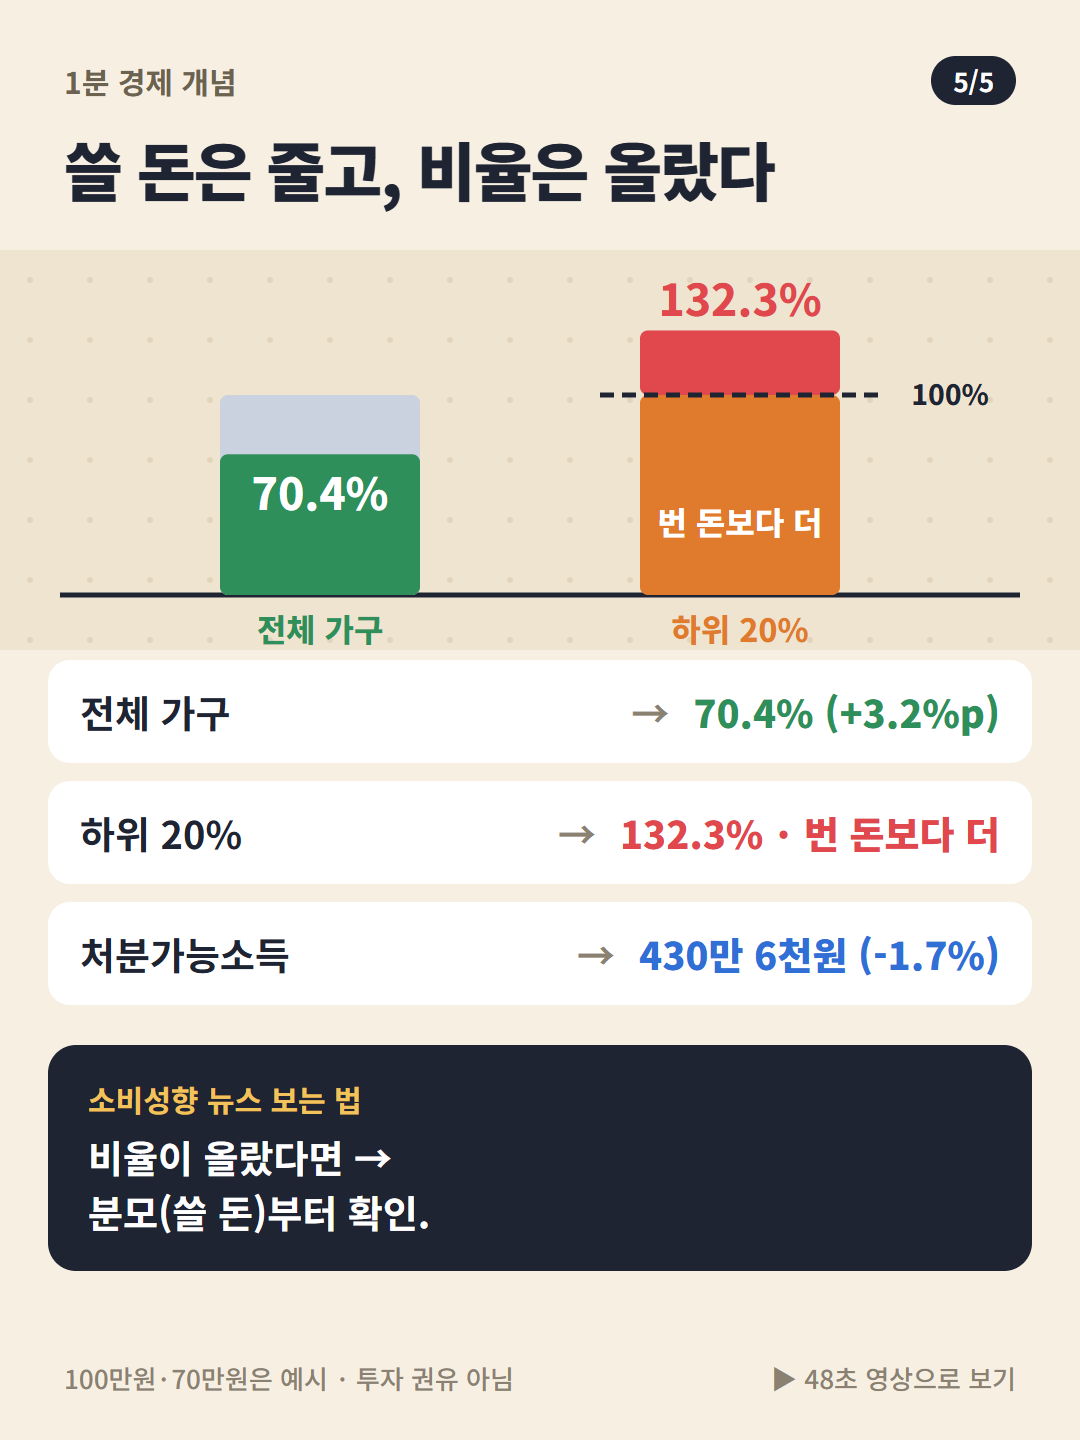 1분 경제 개념
5/5
쓸 돈은 줄고, 비율은 올랐다
132.3%
100%
70.4%
번 돈보다 더
전체 가구
하위 20%
전체 가구 → 70.4% (+3.2%p)
하위 20% → 132.3% · 번 돈보다 더
처분가능소득 → 430만 6천원 (-1.7%)
소비성향 뉴스 보는 법
비율이 올랐다면 →
분모(쓸 돈)부터 확인.
100만원·70만원은 예시 · 투자 권유 아님
▶ 48초 영상으로 보기